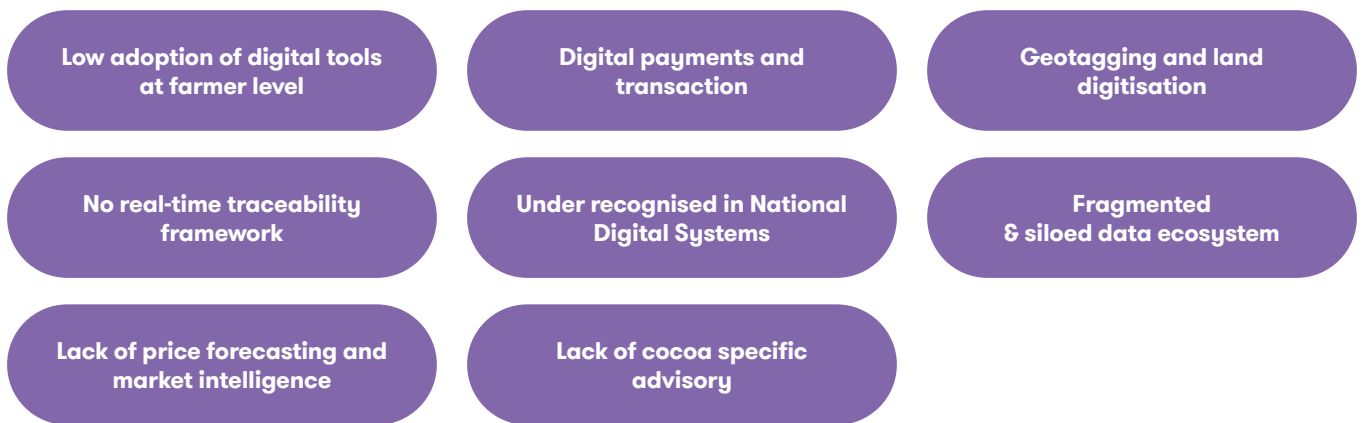 Low adoption of digital tools
at farmer level
Digital payments and
transaction
Geotagging and land
digitisation
No real-time traceability
framework
Under recognised in National
Digital Systems
Fragmented
& siloed data ecosystem
Lack of price forecasting and
market intelligence
Lack of cocoa specific
advisory